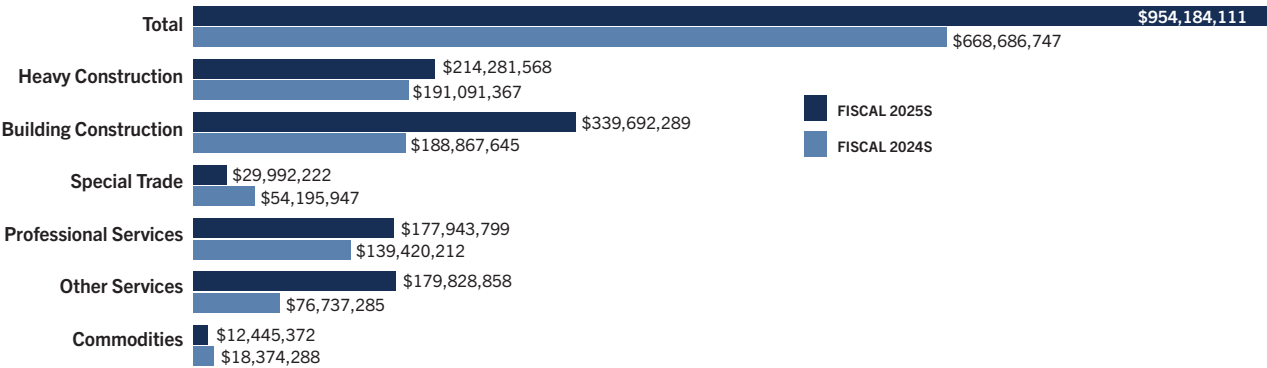 Total
$954,184,111
$668,686,747
Heavy Construction
$214,281,568
$191,091,367
Building Construction
$339,692,289
$188,867,645
Special Trade
$29,992,222
$54,195,947
Professional Services
$177,943,799
$139,420,212
Other Services
$179,828,858
$76,737,285
Commodities
$12,445,372
$18,374,288
FISCAL 2025S
FISCAL 2024S